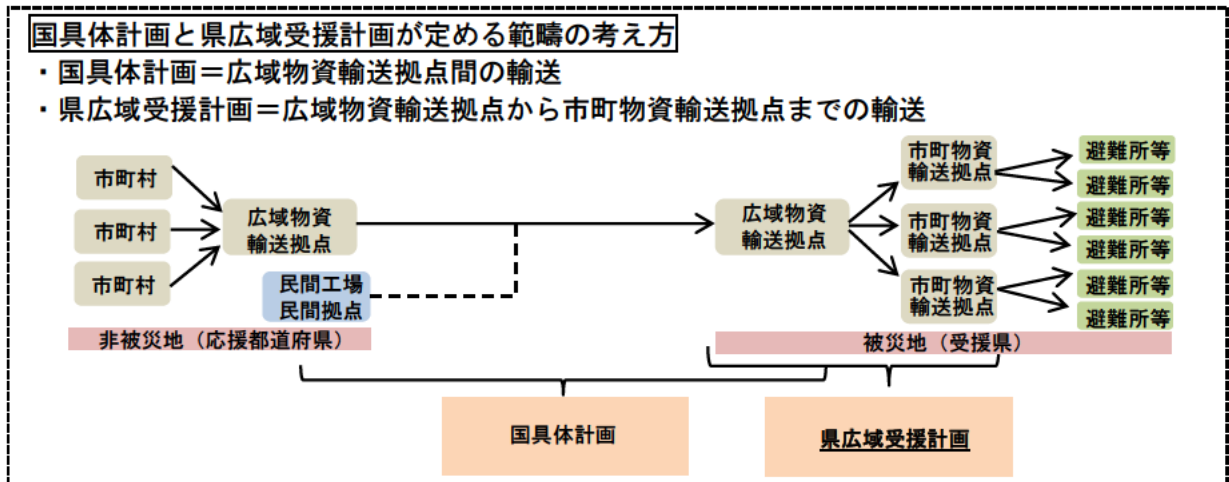 国具体計画と県広域受援計画が定める範疇の考え方
・国具体計画＝広域物資輸送拠点間の輸送
・県広域受援計画＝広域物資輸送拠点から市町物資輸送拠点までの輸送
市町村
市町村
市町村
広域物資
輸送拠点
民間工場
民間拠点
非被災地（応援都道府県）
広域物資
輸送拠点
市町物資
輸送拠点
市町物資
輸送拠点
市町物資
輸送拠点
避難所等
避難所等
避難所等
避難所等
避難所等
避難所等
被災地（受援県）
国具体計画
県広域受援計画